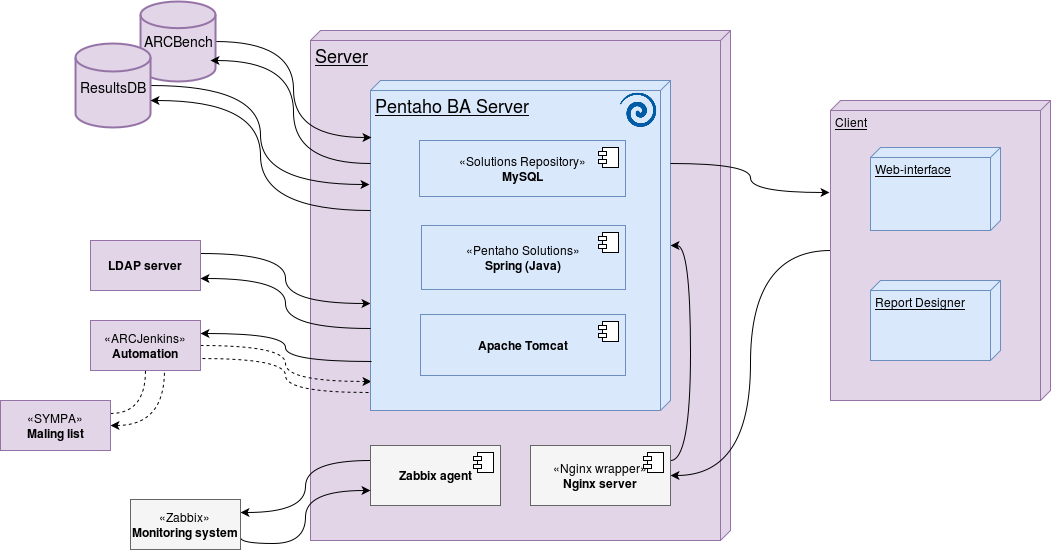 ARCBench
ResultsDB
Server
Pentaho BA Server
«Solutions Repository»
MySQL
«Pentaho Solutions»
Spring (Java)
Apache Tomcat
Client
Web-interface
Report Designer
LDAP server
«ARCJenkins»
Automation
«SYMPA»
Maling list
Zabbix agent
«Nginx wrapper»
Nginx server
«Zabbix»
Monitoring system